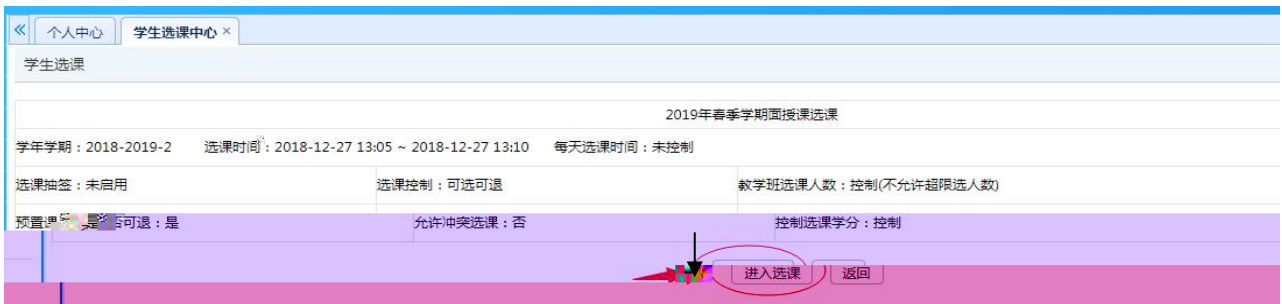 个人中心 学生选课中心 ×
学生选课
2019年春季学期面授课选课
学年学期：2018-2019-2 选课时间：2018-12-27 13:05 ~ 2018-12-27 13:10 每天选课时间：未控制
选课抽签：未启用 选课控制：可选可退 教学班选课人数：控制(不允许超限选人数)
预置课 是否可退：是 允许冲突选课：否 控制选课学分：控制
进入选课 返回